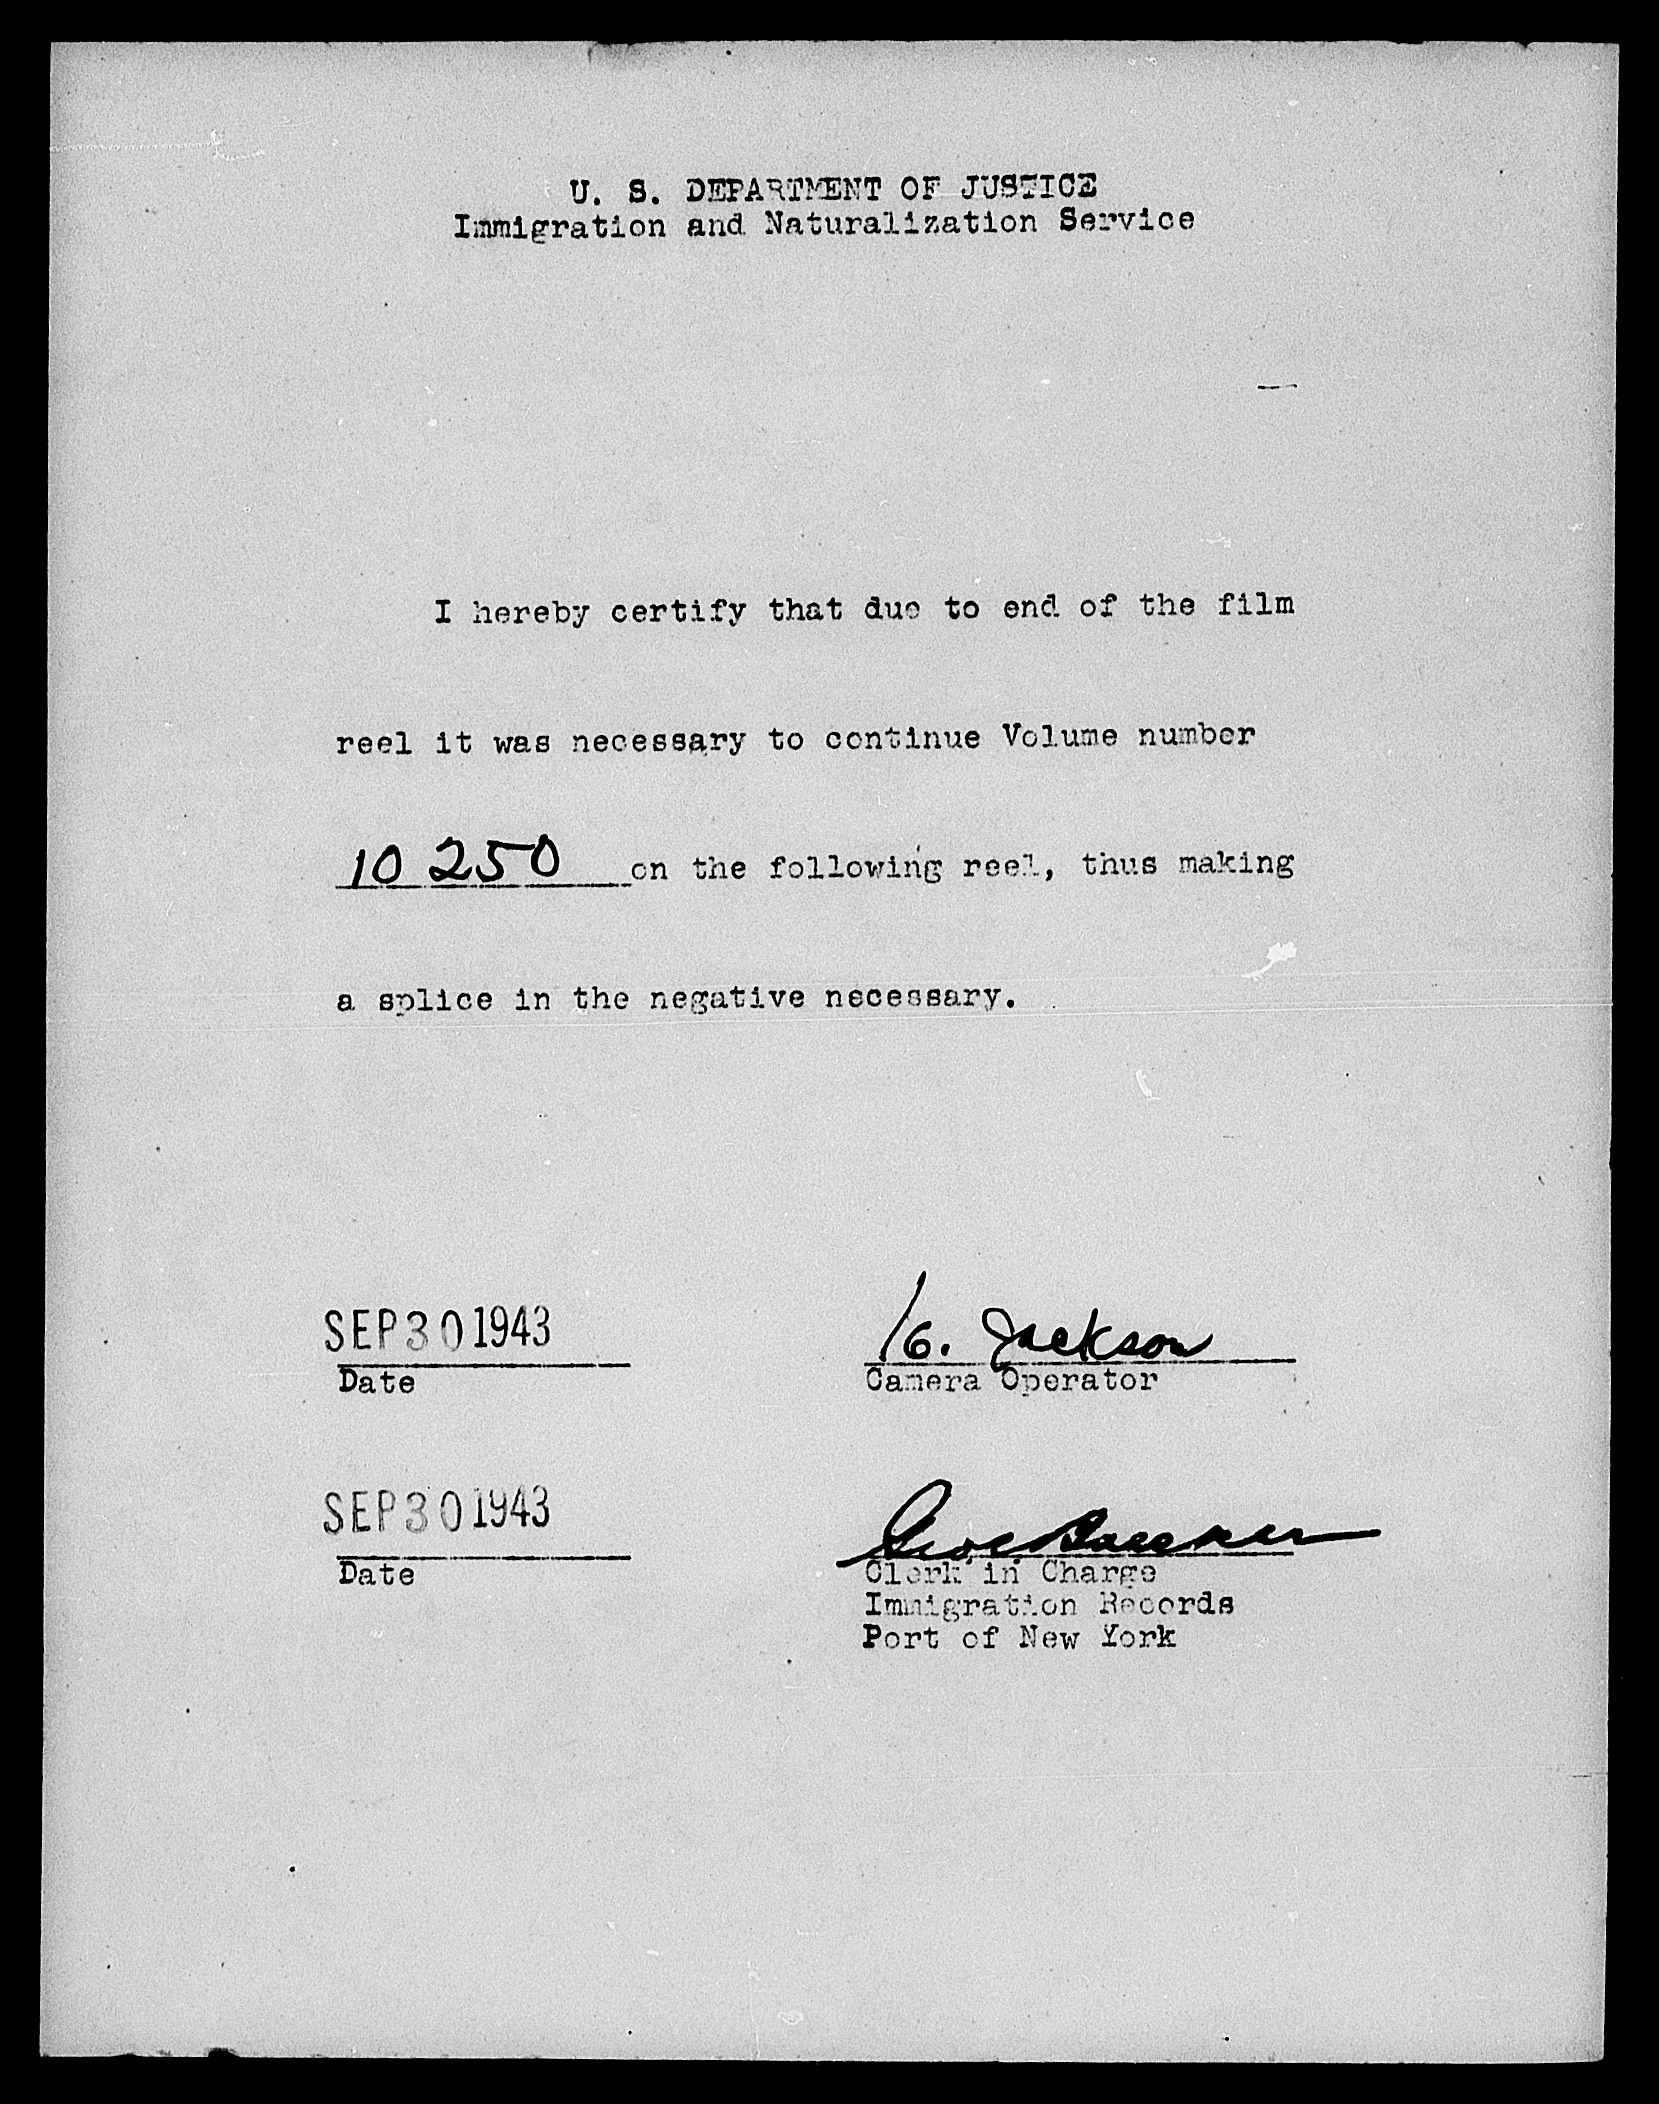 U. S. DEPARTMENT OF JUSTICE
Immigration and Naturalization Service
I hereby certify that due to end of the film
reel it was necessary to continue Volume number
10 250 on the following reel, thus making
a splice in the negative necessary.
SEP 30 1943
Jackson
Date
Camera Operator
SEP 30 1943
Date
Clerk in Charge
Immigration Records
Port of New York